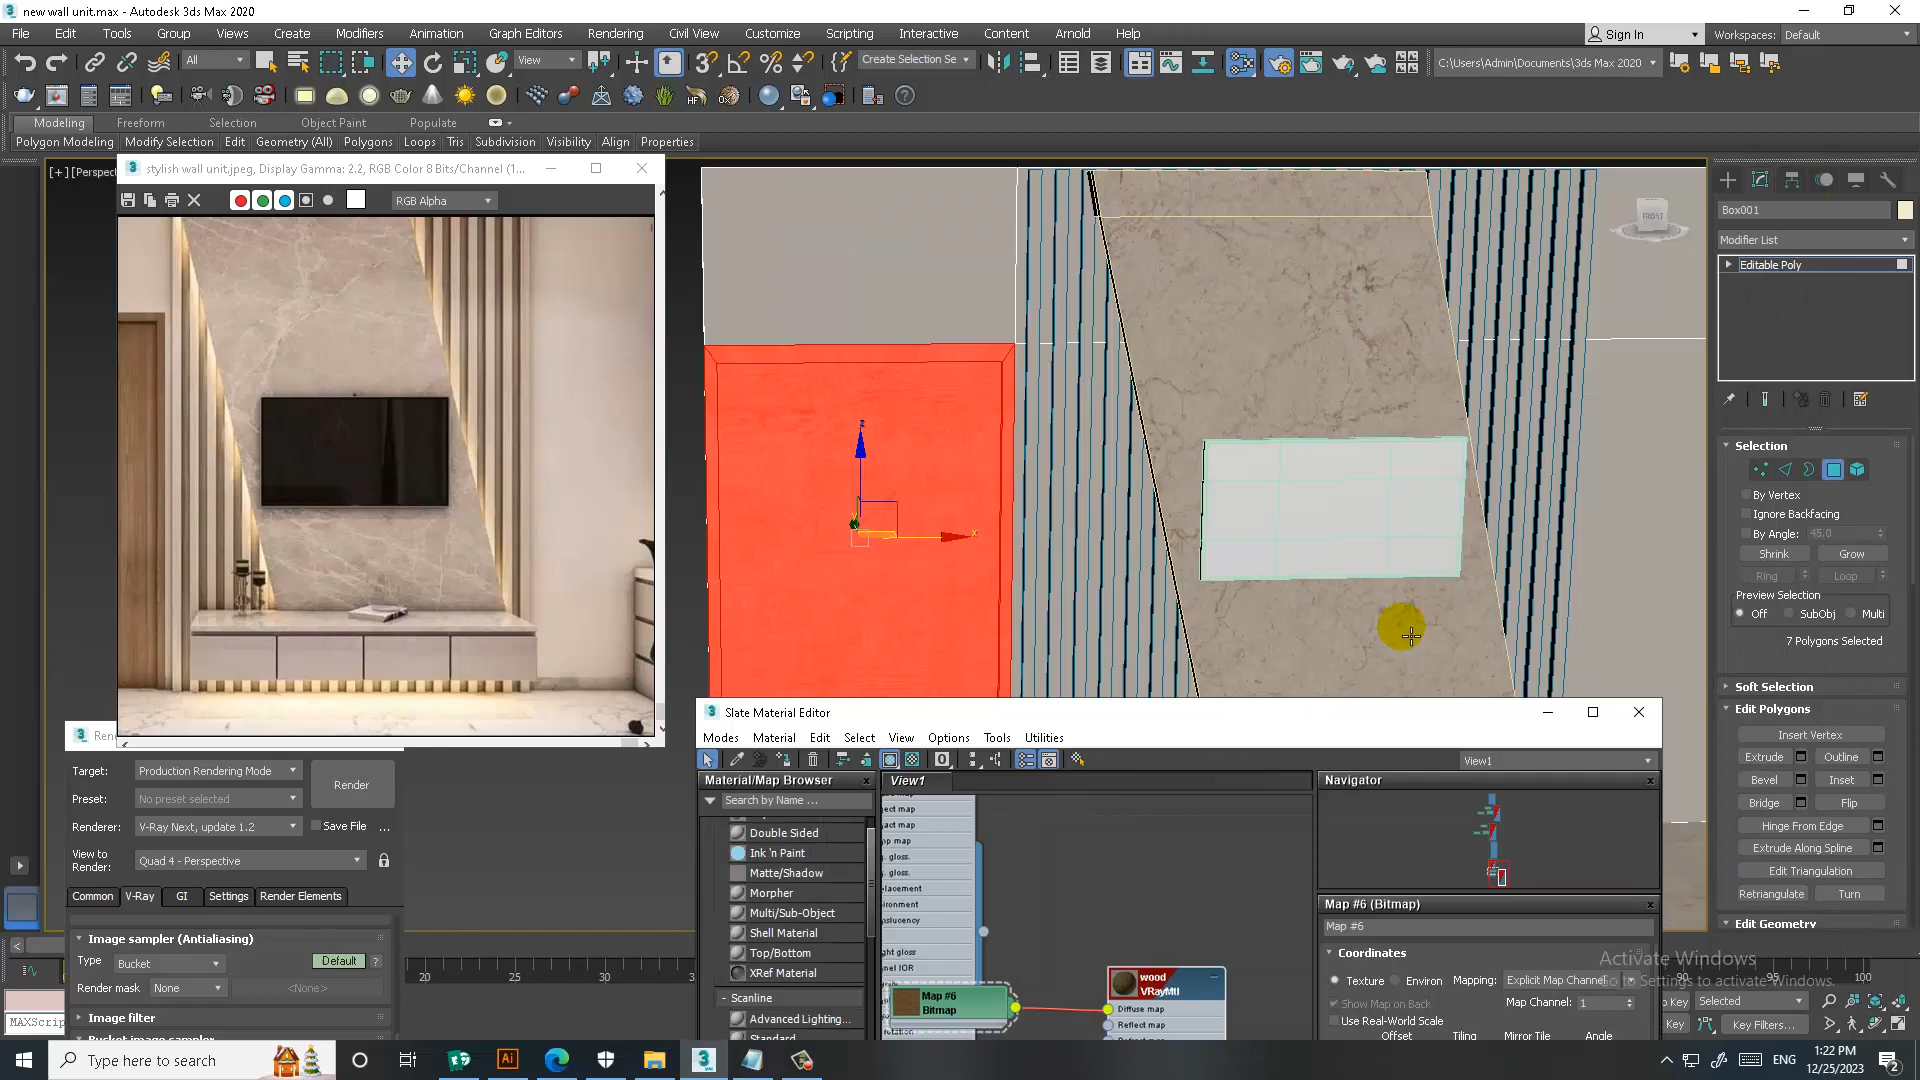 new wall unit.max - Autodesk 3ds Max 2020
File Edit Tools Group Views Create Modifiers Animation Graph Editors Rendering Civil View Customize Scripting Interactive Content Arnold Help
Sign In Workspaces: Default
All View Create Selection Se C:\Users\Admin\Documents\3ds Max 2020
Modeling Freeform Selection Object Paint Populate
Polygon Modeling Modify Selection Edit Geometry (All) Polygons Loops Tris Subdivision Visibility Align Properties
[+] [Perspec
stylish wall unit.jpeg, Display Gamma: 2.2, RGB Color 8 Bits/Channel (1...
RGB Alpha
FRONT
Box001
Modifier List
Editable Poly
Selection
By Vertex
Ignore Backfacing
By Angle: 45.0
Shrink Grow
Ring Loop
Preview Selection
Off SubObj Multi
7 Polygons Selected
Soft Selection
Edit Polygons
Insert Vertex
Extrude Outline
Bevel Inset
Bridge Flip
Hinge From Edge
Extrude Along Spline
Edit Triangulation
Retriangulate Turn
Edit Geometry
z
x
Target: Production Rendering Mode Render
Preset: No preset selected
Renderer: V-Ray Next, update 1.2 Save File ...
View to Render: Quad 4 - Perspective
Common V-Ray GI Settings Render Elements
Image sampler (Antialiasing)
Type Bucket Default ?
Render mask None <None>
Image filter
Slate Material Editor
Modes Material Edit Select View Options Tools Utilities
View1
Material/Map Browser
Search by Name ...
Double Sided
Ink 'n Paint
Matte/Shadow
Morpher
Multi/Sub-Object
Shell Material
Top/Bottom
XRef Material
- Scanline
Advanced Lighting...
Standard
View1
Map #6
Bitmap
wood
VRayMtl
Diffuse map
Reflect map
Navigator
Map #6 (Bitmap)
Map #6
Coordinates
Texture Environ Mapping: Explicit Map Channel
Show Map on Back Map Channel: 1
Use Real-World Scale
Offset Tiling Mirror Tile Angle
Activate Windows
Go to Settings to activate Windows.
20 25 30 35 95 100
Selected
Key Filters...
MAXScrip
Type here to search
ENG
1:22 PM
12/25/2023
2